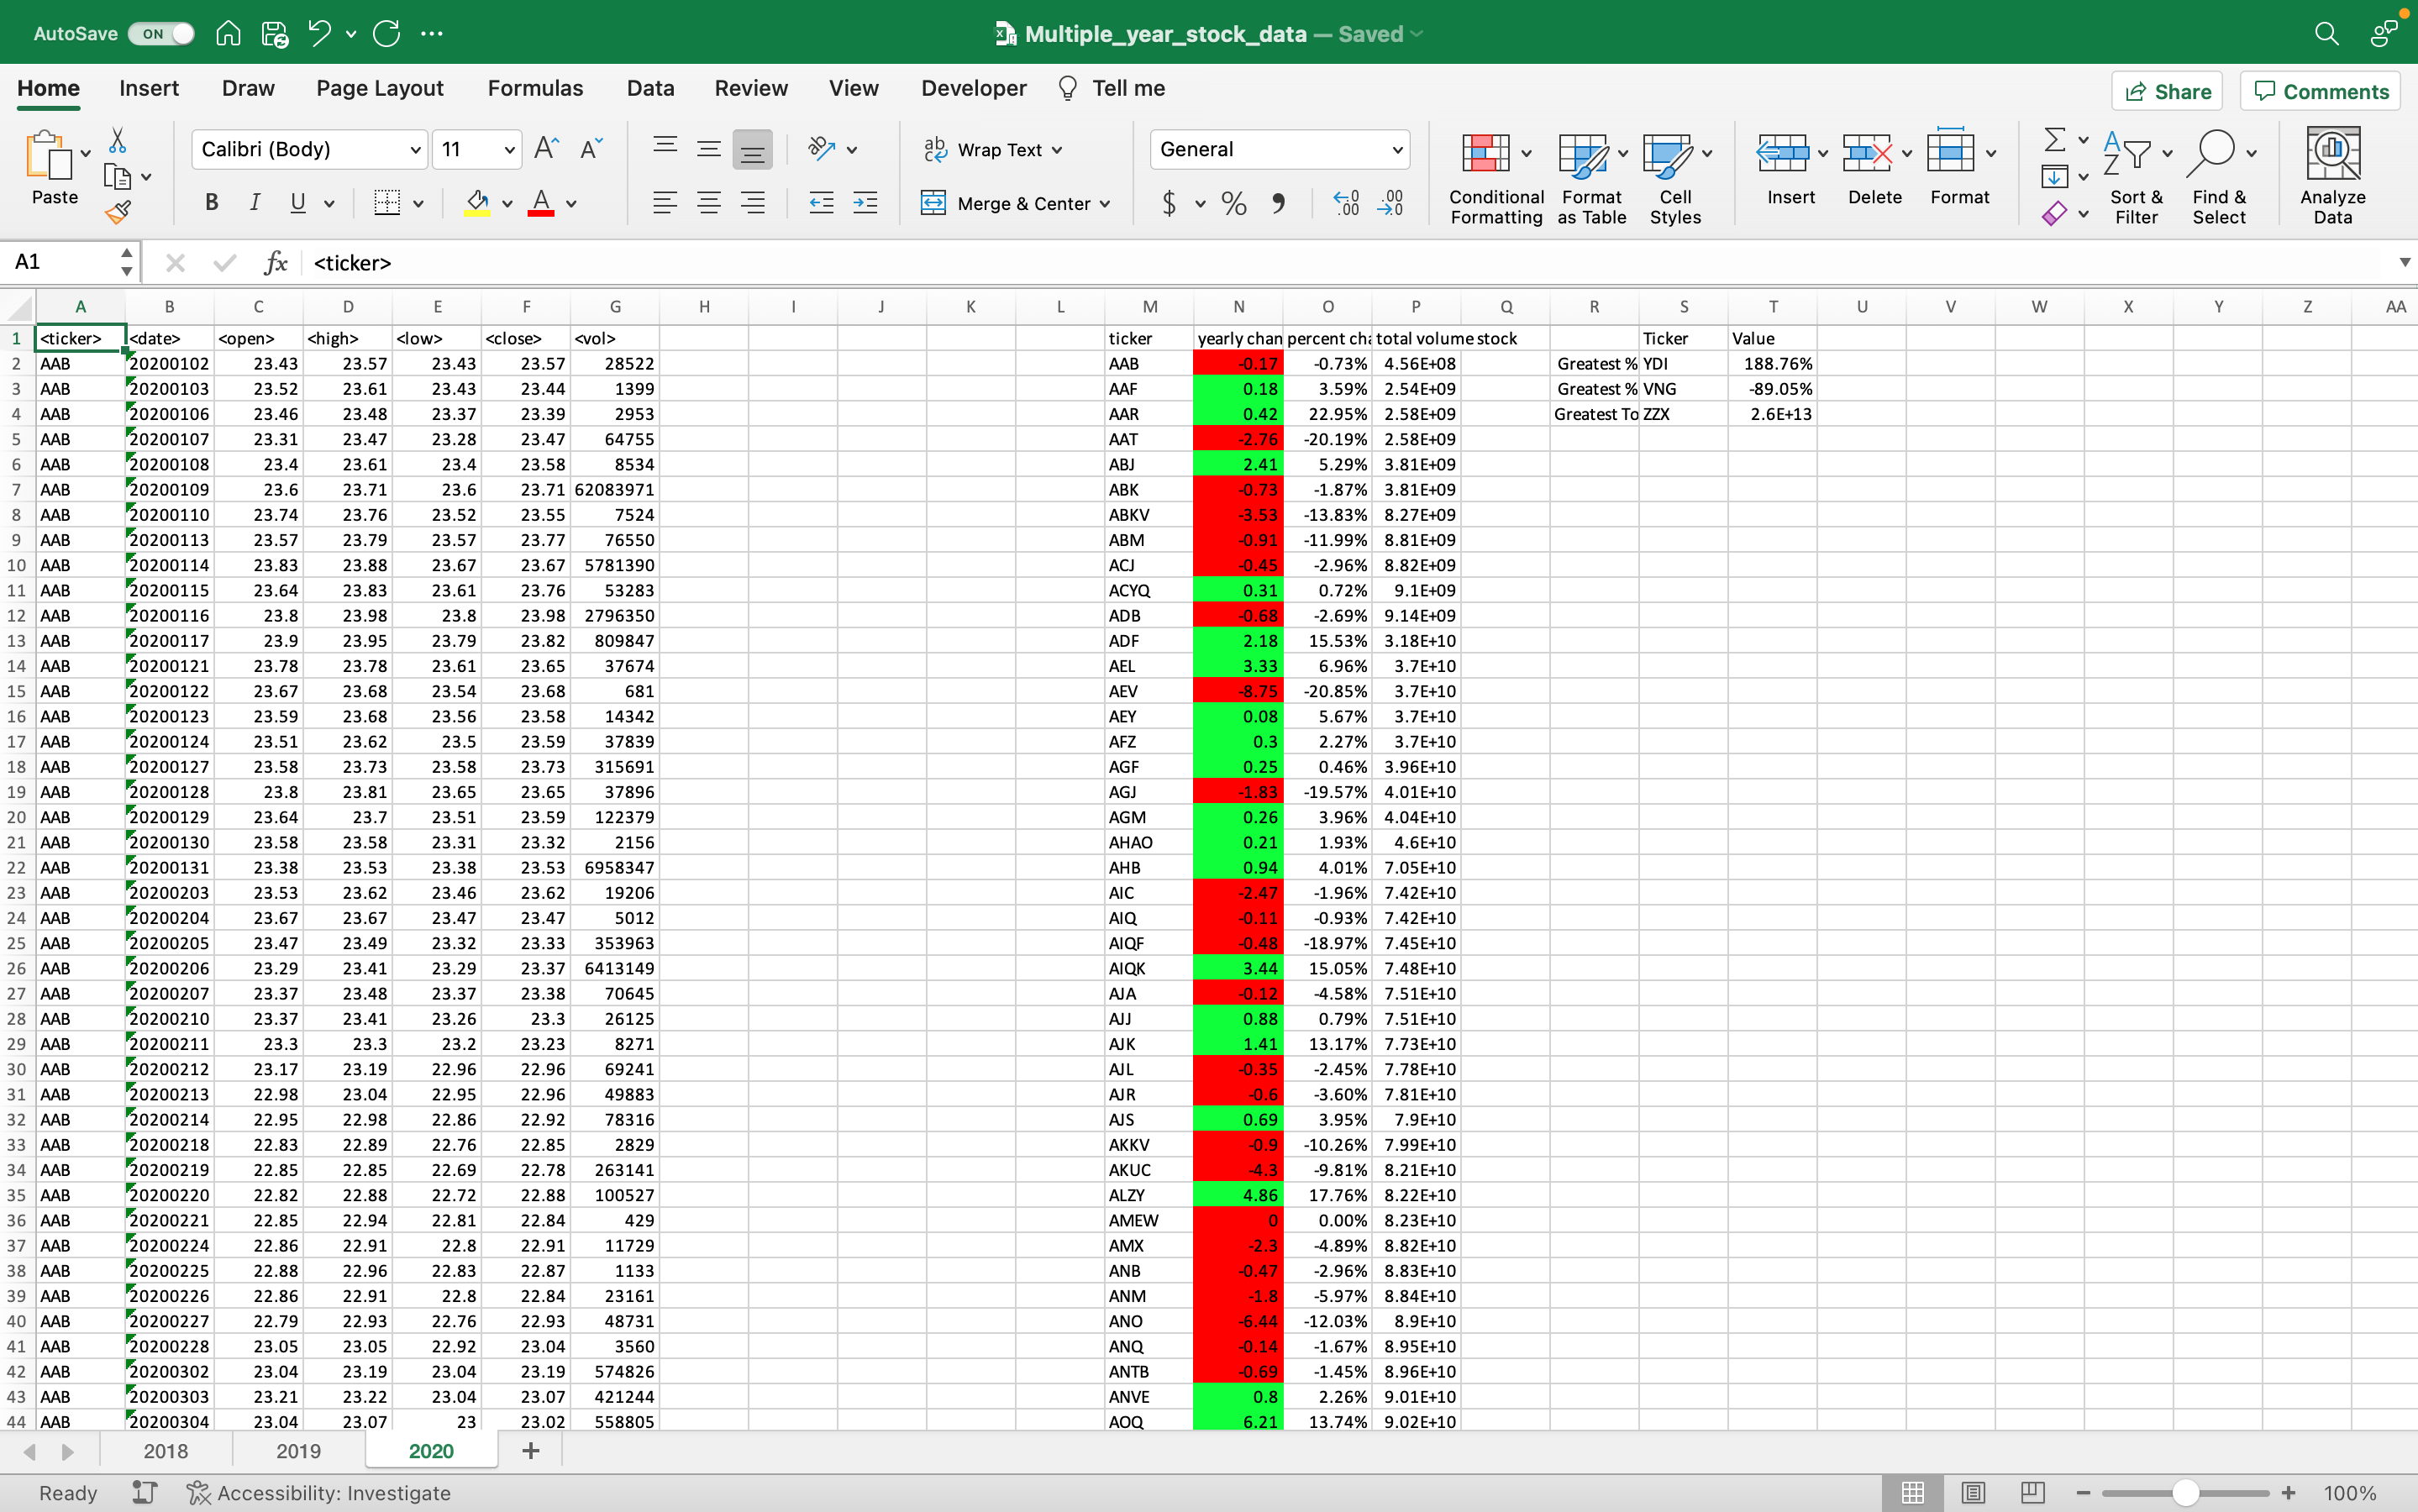 AutoSave ON Multiple_year_stock_data — Saved
Home Insert Draw Page Layout Formulas Data Review View Developer Tell me Share Comments
Paste Calibri (Body) 11 Wrap Text General
B I U Merge & Center $ % Conditional Formatting Format as Table Cell Styles Insert Delete Format Sort & Filter Find & Select Analyze Data
A1 fx <ticker>
A B C D E F G H I J K L M N O P Q R S T U V W X Y Z AA
1 <ticker> <date> <open> <high> <low> <close> <vol> ticker yearly chan percent cha total volume stock Ticker Value
2 AAB 20200102 23.43 23.57 23.43 23.57 28522 AAB -0.17 -0.73% 4.56E+08 Greatest % YDI 188.76%
3 AAB 20200103 23.52 23.61 23.43 23.44 1399 AAF 0.18 3.59% 2.54E+09 Greatest % VNG -89.05%
4 AAB 20200106 23.46 23.48 23.37 23.39 2953 AAR 0.42 22.95% 2.58E+09 Greatest To ZZX 2.6E+13
5 AAB 20200107 23.31 23.47 23.28 23.47 64755 AAT -2.76 -20.19% 2.58E+09
6 AAB 20200108 23.4 23.61 23.4 23.58 8534 ABJ 2.41 5.29% 3.81E+09
7 AAB 20200109 23.6 23.71 23.6 23.71 62083971 ABK -0.73 -1.87% 3.81E+09
8 AAB 20200110 23.74 23.76 23.52 23.55 7524 ABKV -3.53 -13.83% 8.27E+09
9 AAB 20200113 23.57 23.79 23.57 23.77 76550 ABM -0.91 -11.99% 8.81E+09
10 AAB 20200114 23.83 23.88 23.67 23.67 5781390 ACJ -0.45 -2.96% 8.82E+09
11 AAB 20200115 23.64 23.83 23.61 23.76 53283 ACYQ 0.31 0.72% 9.1E+09
12 AAB 20200116 23.8 23.98 23.8 23.98 2796350 ADB -0.68 -2.69% 9.14E+09
13 AAB 20200117 23.9 23.95 23.79 23.82 809847 ADF 2.18 15.53% 3.18E+10
14 AAB 20200121 23.78 23.78 23.61 23.65 37674 AEL 3.33 6.96% 3.7E+10
15 AAB 20200122 23.67 23.68 23.54 23.68 681 AEV -8.75 -20.85% 3.7E+10
16 AAB 20200123 23.59 23.68 23.56 23.58 14342 AEY 0.08 5.67% 3.7E+10
17 AAB 20200124 23.51 23.62 23.5 23.59 37839 AFZ 0.3 2.27% 3.7E+10
18 AAB 20200127 23.58 23.73 23.58 23.73 315691 AGF 0.25 0.46% 3.96E+10
19 AAB 20200128 23.8 23.81 23.65 23.65 37896 AGJ -1.83 -19.57% 4.01E+10
20 AAB 20200129 23.64 23.7 23.51 23.59 122379 AGM 0.26 3.96% 4.04E+10
21 AAB 20200130 23.58 23.58 23.31 23.32 2156 AHAO 0.21 1.93% 4.6E+10
22 AAB 20200131 23.38 23.53 23.38 23.53 6958347 AHB 0.94 4.01% 7.05E+10
23 AAB 20200203 23.53 23.62 23.46 23.62 19206 AIC -2.47 -1.96% 7.42E+10
24 AAB 20200204 23.67 23.67 23.47 23.47 5012 AIQ -0.11 -0.93% 7.42E+10
25 AAB 20200205 23.47 23.49 23.32 23.33 353963 AIQF -0.48 -18.97% 7.45E+10
26 AAB 20200206 23.29 23.41 23.29 23.37 6413149 AIQK 3.44 15.05% 7.48E+10
27 AAB 20200207 23.37 23.48 23.37 23.38 70645 AJA -0.12 -4.58% 7.51E+10
28 AAB 20200210 23.37 23.41 23.26 23.3 26125 AJJ 0.88 0.79% 7.51E+10
29 AAB 20200211 23.3 23.3 23.2 23.23 8271 AJK 1.41 13.17% 7.73E+10
30 AAB 20200212 23.17 23.19 22.96 22.96 69241 AJL -0.35 -2.45% 7.78E+10
31 AAB 20200213 22.98 23.04 22.95 22.96 49883 AJR -0.6 -3.60% 7.81E+10
32 AAB 20200214 22.95 22.98 22.86 22.92 78316 AJS 0.69 3.95% 7.9E+10
33 AAB 20200218 22.83 22.89 22.76 22.85 2829 AKKV -0.9 -10.26% 7.99E+10
34 AAB 20200219 22.85 22.85 22.69 22.78 263141 AKUC -4.3 -9.81% 8.21E+10
35 AAB 20200220 22.82 22.88 22.72 22.88 100527 ALZY 4.86 17.76% 8.22E+10
36 AAB 20200221 22.85 22.94 22.81 22.84 429 AMEW 0 0.00% 8.23E+10
37 AAB 20200224 22.86 22.91 22.8 22.91 11729 AMX -2.3 -4.89% 8.82E+10
38 AAB 20200225 22.88 22.96 22.83 22.87 1133 ANB -0.47 -2.96% 8.83E+10
39 AAB 20200226 22.86 22.91 22.8 22.84 23161 ANM -1.8 -5.97% 8.84E+10
40 AAB 20200227 22.79 22.93 22.76 22.93 48731 ANO -6.44 -12.03% 8.9E+10
41 AAB 20200228 23.05 23.05 22.92 23.04 3560 ANQ -0.14 -1.67% 8.95E+10
42 AAB 20200302 23.04 23.19 23.04 23.19 574826 ANTB -0.69 -1.45% 8.96E+10
43 AAB 20200303 23.21 23.22 23.04 23.07 421244 ANVE 0.8 2.26% 9.01E+10
44 AAB 20200304 23.04 23.07 23 23.02 558805 AOQ 6.21 13.74% 9.02E+10
2018 2019 2020 +
Ready Accessibility: Investigate 100%